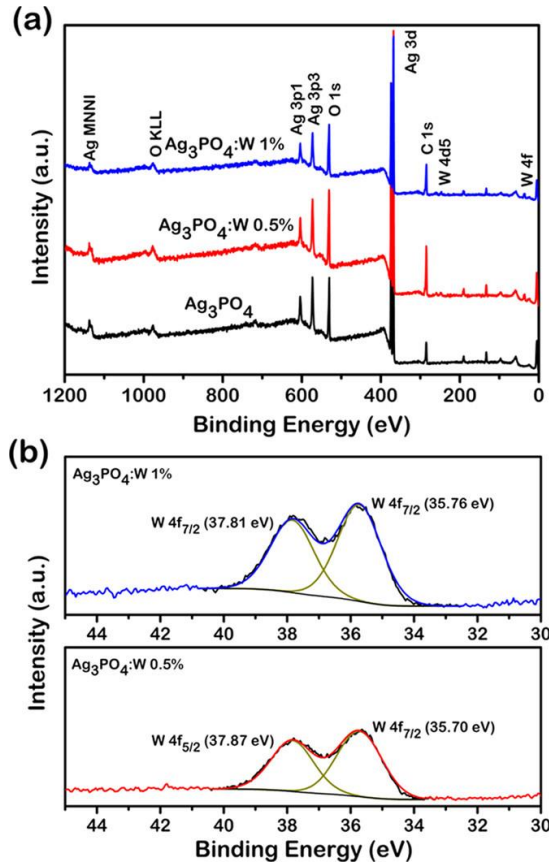 (a)
Intensity (a.u.)
Ag MNNI
O KLL
Ag 3p1
Ag 3p3
O 1s
Ag 3d
C 1s
W 4d5
W 4f
Ag3PO4:W 1%
Ag3PO4:W 0.5%
Ag3PO4
1200 1000 800 600 400 200 0
Binding Energy (eV)
(b)
Intensity (a.u.)
Ag3PO4:W 1%
W 4f7/2 (37.81 eV)
W 4f7/2 (35.76 eV)
44 42 40 38 36 34 32 30
Ag3PO4:W 0.5%
W 4f5/2 (37.87 eV)
W 4f7/2 (35.70 eV)
44 42 40 38 36 34 32 30
Binding Energy (eV)